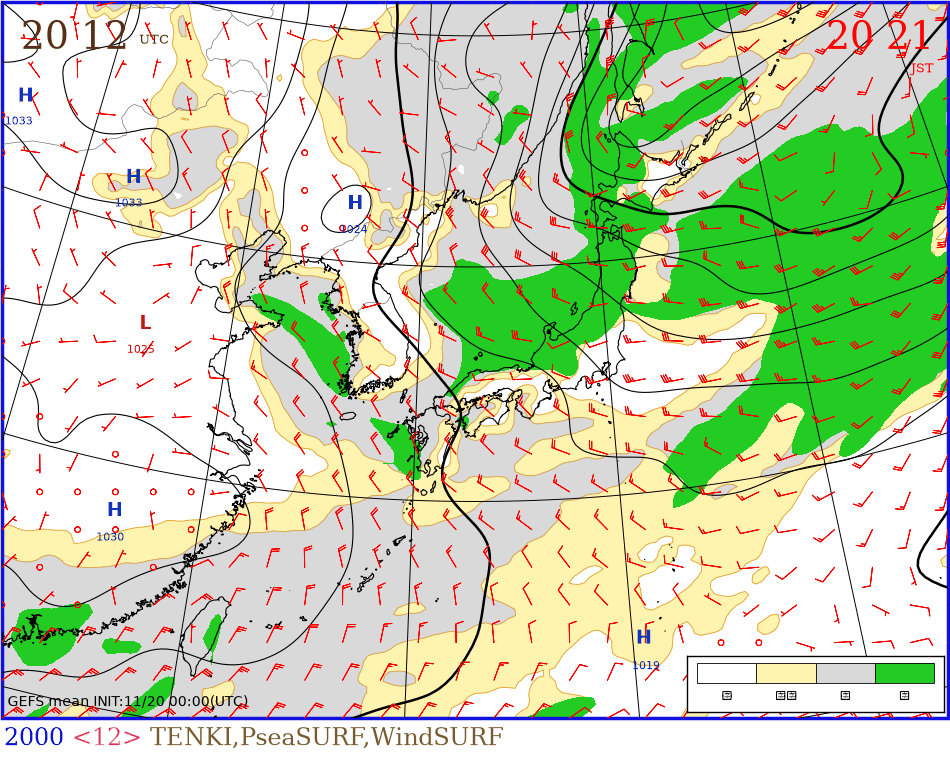 20 12 UTC
20 21
JST
H
1033
H
1033
H
1024
L
1025
H
1030
H
1019
GEFS mean INIT:11/20 00:00(UTC)
2000 <12> TENKI,PseaSURF,WindSURF